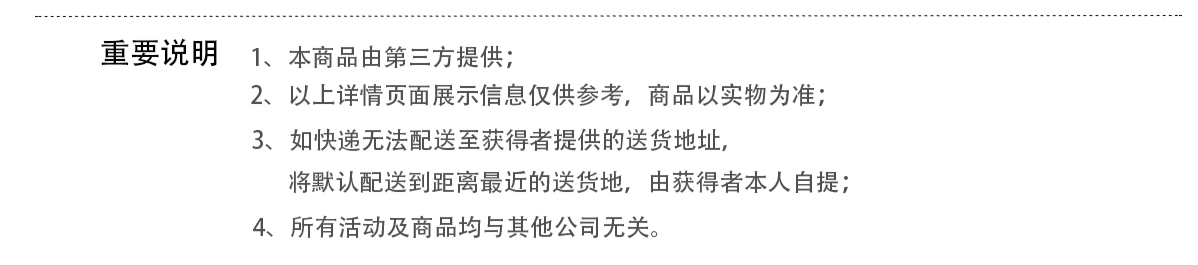 重要说明
1、本商品由第三方提供；
2、以上详情页面展示信息仅供参考，商品以实物为准；
3、如快递无法配送至获得者提供的送货地址，
将默认配送到距离最近的送货地，由获得者本人自提；
4、所有活动及商品均与其他公司无关。